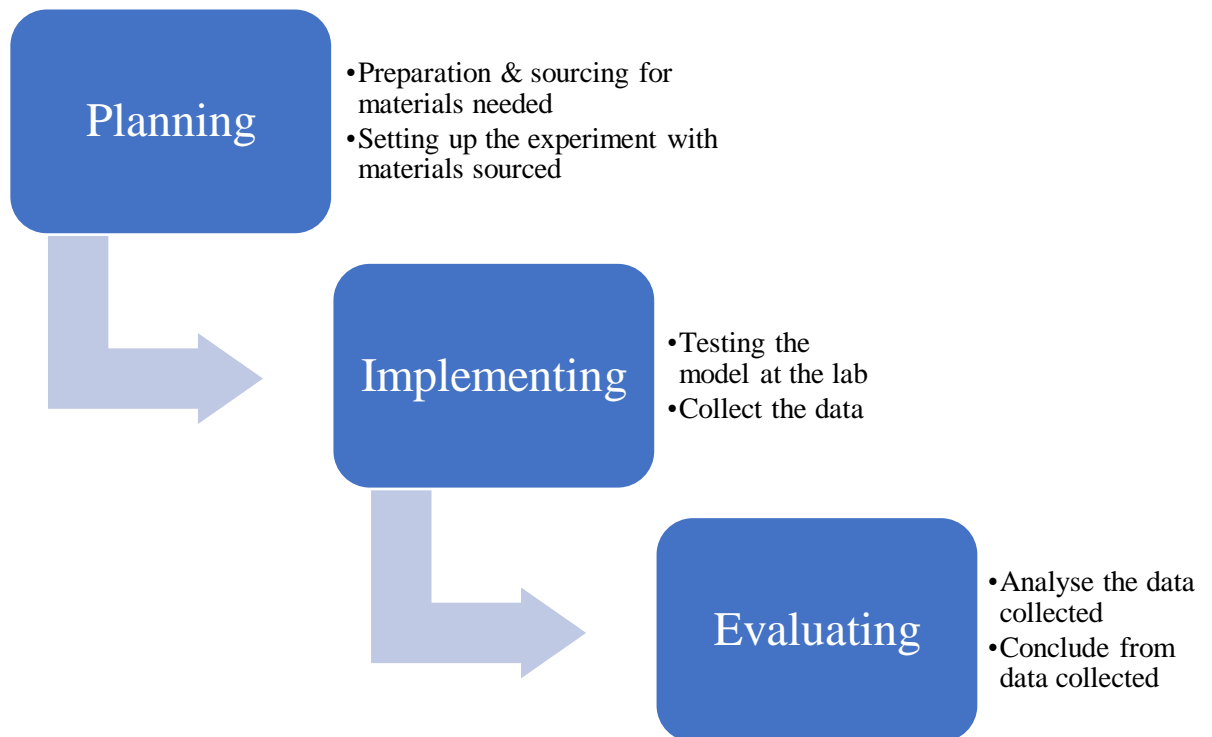 Planning
•Preparation & sourcing for
materials needed
•Setting up the experiment with
materials sourced
Implementing
•Testing the
model at the lab
•Collect the data
Evaluating
•Analyse the data
collected
•Conclude from
data collected